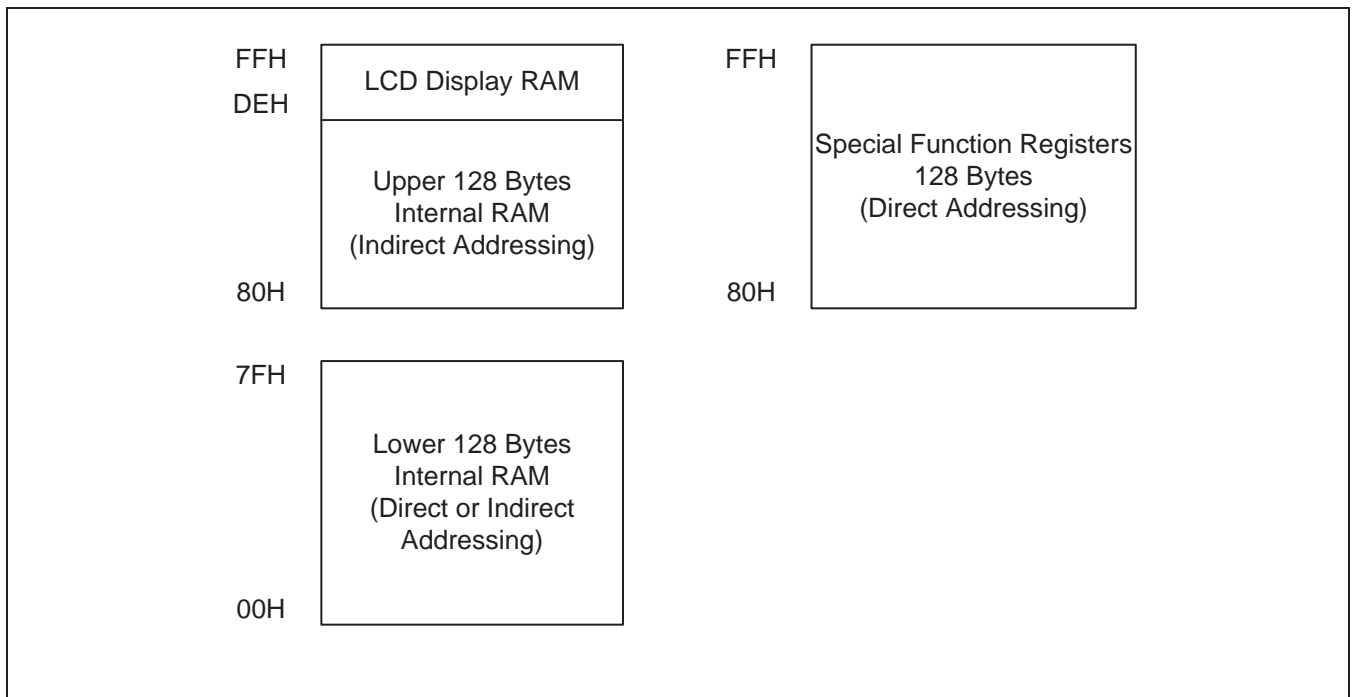 FFH
LCD Display RAM
DEH
Upper 128 Bytes
Internal RAM
(Indirect Addressing)
80H
FFH
Special Function Registers
128 Bytes
(Direct Addressing)
80H
7FH
Lower 128 Bytes
Internal RAM
(Direct or Indirect
Addressing)
00H